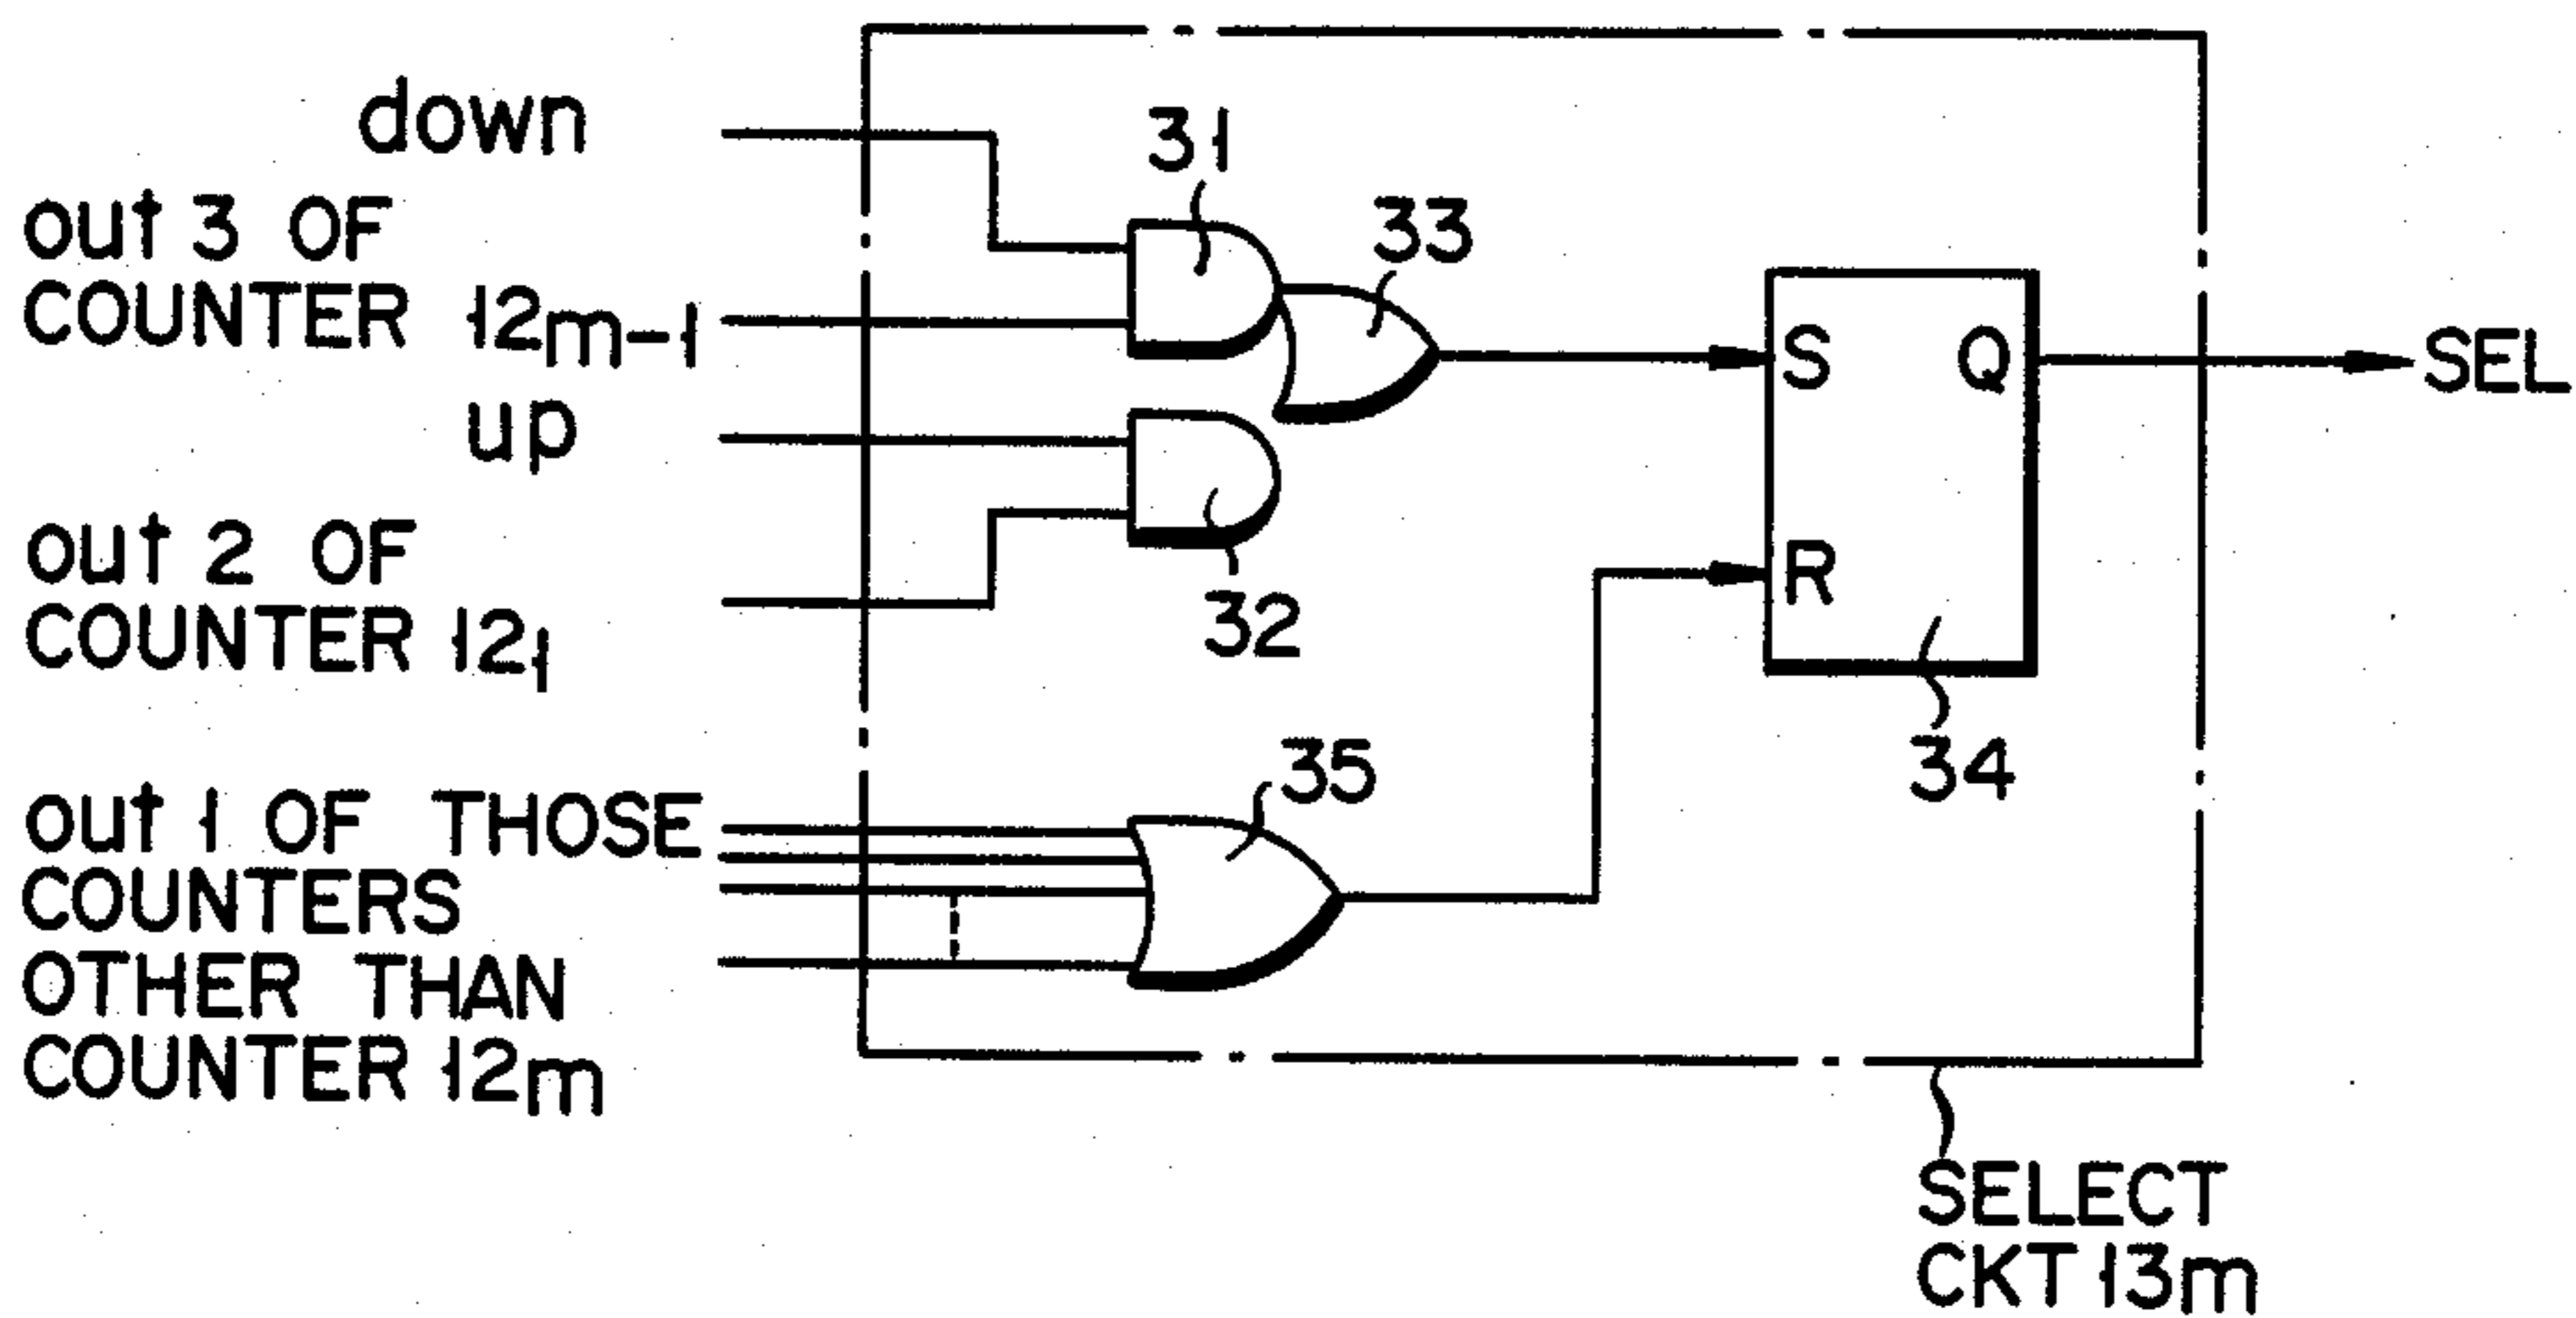 down
31
out 3 OF
COUNTER 12m-1
33
up
S
Q
SEL
out 2 OF
COUNTER 121
32
R
34
out 1 OF THOSE
COUNTERS
OTHER THAN
COUNTER 12m
35
SELECT
CKT 13m